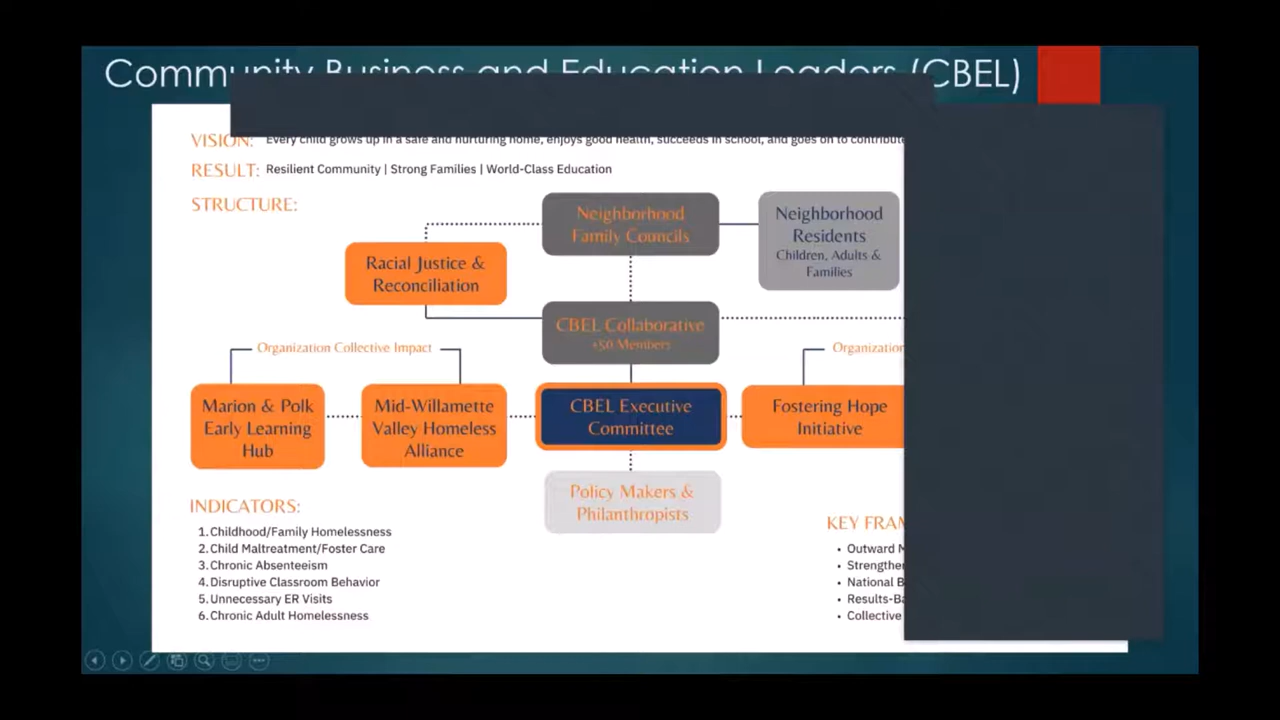 Community Business and Education Leaders (CBEL)
VISION: Every child grows up in a safe and nurturing home, enjoys good health, succeeds in school, and goes on to contribute
RESULT: Resilient Community | Strong Families | World-Class Education
STRUCTURE:
Neighborhood
Family Councils
Neighborhood
Residents
Children, Adults &
Families
Racial Justice &
Reconciliation
CBEL Collaborative
+50 Members
Organization Collective Impact
Organization
Marion & Polk
Early Learning
Hub
Mid-Willamette
Valley Homeless
Alliance
CBEL Executive
Committee
Fostering Hope
Initiative
Policy Makers &
Philanthropists
INDICATORS:
1. Childhood/Family Homelessness
2. Child Maltreatment/Foster Care
3. Chronic Absenteeism
4. Disruptive Classroom Behavior
5. Unnecessary ER Visits
6. Chronic Adult Homelessness
KEY FRAM
• Outward M
• Strengthen
• National B
• Results-Ba
• Collective